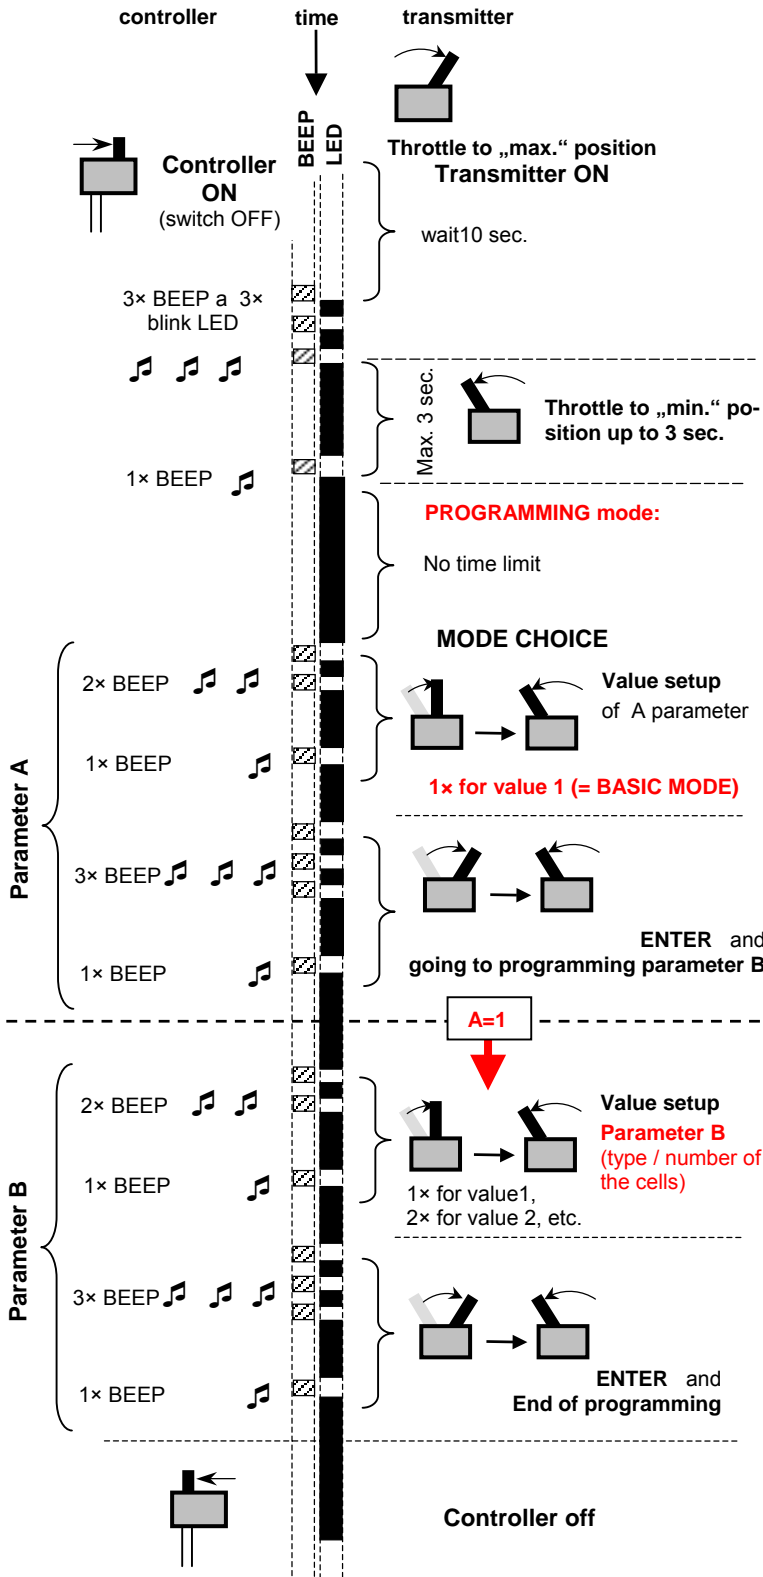 controller time transmitter
BEEP
LED
Throttle to „max.“ position
Transmitter ON
Controller
ON
(switch OFF)
wait10 sec.
3× BEEP a 3×
blink LED
Max. 3 sec.
Throttle to „min.“ po-
sition up to 3 sec.
1× BEEP
PROGRAMMING mode:
No time limit
MODE CHOICE
Parameter A
2× BEEP
Value setup
of A parameter
1× BEEP
1× for value 1 (= BASIC MODE)
3× BEEP
ENTER and
going to programming parameter B
1× BEEP
A=1
Parameter B
2× BEEP
Value setup
Parameter B
(type / number of
the cells)
1× BEEP
1× for value1,
2× for value 2, etc.
3× BEEP
ENTER and
End of programming
1× BEEP
Controller off